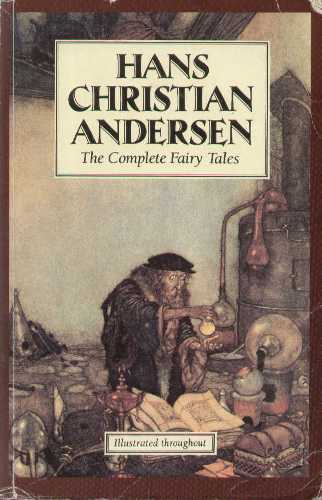 HANS
CHRISTIAN
ANDERSEN
The Complete Fairy Tales
Illustrated throughout